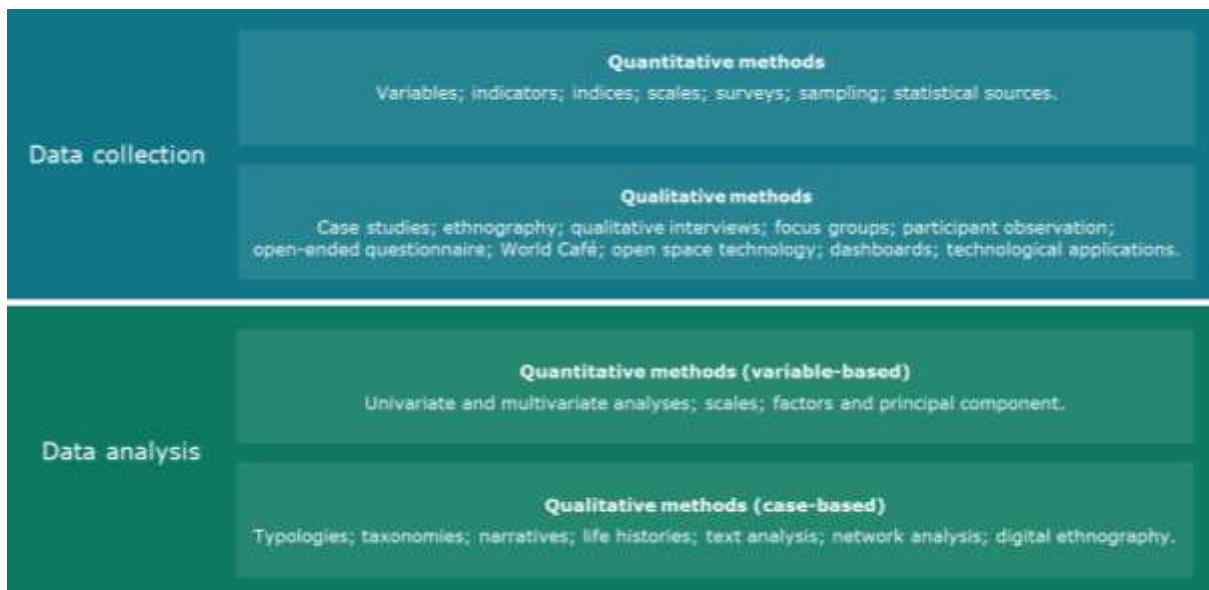 Data collection
Quantitative methods
Variables; indicators; indices; scales; surveys; sampling; statistical sources.
Qualitative methods
Case studies; ethnography; qualitative interviews; focus groups; participant observation;
open-ended questionnaire; World Café; open space technology; dashboards; technological applications.
Data analysis
Quantitative methods (variable-based)
Univariate and multivariate analyses; scales; factors and principal component.
Qualitative methods (case-based)
Typologies; taxonomies; narratives; life histories; text analysis; network analysis; digital ethnography.